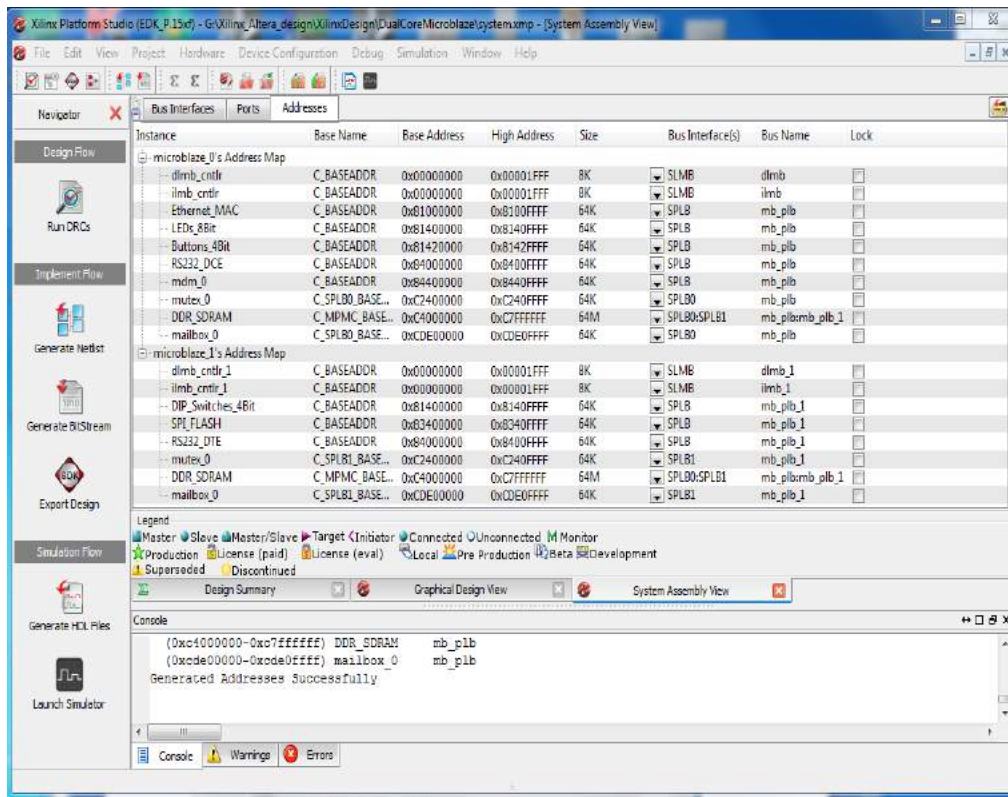 Xilinx Platform Studio (EDK_P.15xf) - G:\Xilinx_Altera_design\XilinxDesign\DualCoreMicroblaze\system.xmp - [System Assembly View]
File Edit View Project Hardware Device Configuration Debug Simulation Window Help
Navigator
Design Flow
Run DRCs
Implement Flow
Generate Netlist
Generate BitStream
Export Design
Simulation Flow
Generate HDL Files
Launch Simulator
Bus Interfaces Ports Addresses
Instance Base Name Base Address High Address Size Bus Interface(s) Bus Name Lock
microblaze_0's Address Map
dlmb_cntlr C_BASEADDR 0x00000000 0x00001FFF 8K SLMB dlmb
ilmb_cntlr C_BASEADDR 0x00000000 0x00001FFF 8K SLMB ilmb
Ethernet_MAC C_BASEADDR 0x81000000 0x8100FFFF 64K SPLB mb_plb
LEDs_8Bit C_BASEADDR 0x81400000 0x8140FFFF 64K SPLB mb_plb
Buttons_4Bit C_BASEADDR 0x81420000 0x8142FFFF 64K SPLB mb_plb
RS232_DCE C_BASEADDR 0x84000000 0x8400FFFF 64K SPLB mb_plb
mdm_0 C_BASEADDR 0x84400000 0x8440FFFF 64K SPLB mb_plb
mutex_0 C_SPLB0_BASE... 0xC2400000 0xC240FFFF 64K SPLB0 mb_plb
DDR_SDRAM C_MPMC_BASE... 0xC4000000 0xC7FFFFFF 64M SPLB0:SPLB1 mb_plb:mb_plb_1
mailbox_0 C_SPLB0_BASE... 0xCDE00000 0xCDE0FFFF 64K SPLB0 mb_plb
microblaze_1's Address Map
dlmb_cntlr_1 C_BASEADDR 0x00000000 0x00001FFF 8K SLMB dlmb_1
ilmb_cntlr_1 C_BASEADDR 0x00000000 0x00001FFF 8K SLMB ilmb_1
DIP_Switches_4Bit C_BASEADDR 0x81400000 0x8140FFFF 64K SPLB mb_plb_1
SPI_FLASH C_BASEADDR 0x83400000 0x8340FFFF 64K SPLB mb_plb_1
RS232_DTE C_BASEADDR 0x84000000 0x8400FFFF 64K SPLB mb_plb_1
mutex_0 C_SPLB1_BASE... 0xC2400000 0xC240FFFF 64K SPLB1 mb_plb_1
DDR_SDRAM C_MPMC_BASE... 0xC4000000 0xC7FFFFFF 64M SPLB0:SPLB1 mb_plb:mb_plb_1
mailbox_0 C_SPLB1_BASE... 0xCDE00000 0xCDE0FFFF 64K SPLB1 mb_plb_1
Legend
Master Slave Master/Slave Target Initiator Connected Unconnected M Monitor
Production License (paid) License (eval) Local Pre Production Beta Development
Superseded Discontinued
Design Summary Graphical Design View System Assembly View
Console
(0xc4000000-0xc7ffffff) DDR_SDRAM mb_plb
(0xcde00000-0xcde0ffff) mailbox_0 mb_plb
Generated Addresses Successfully
Console Warnings Errors